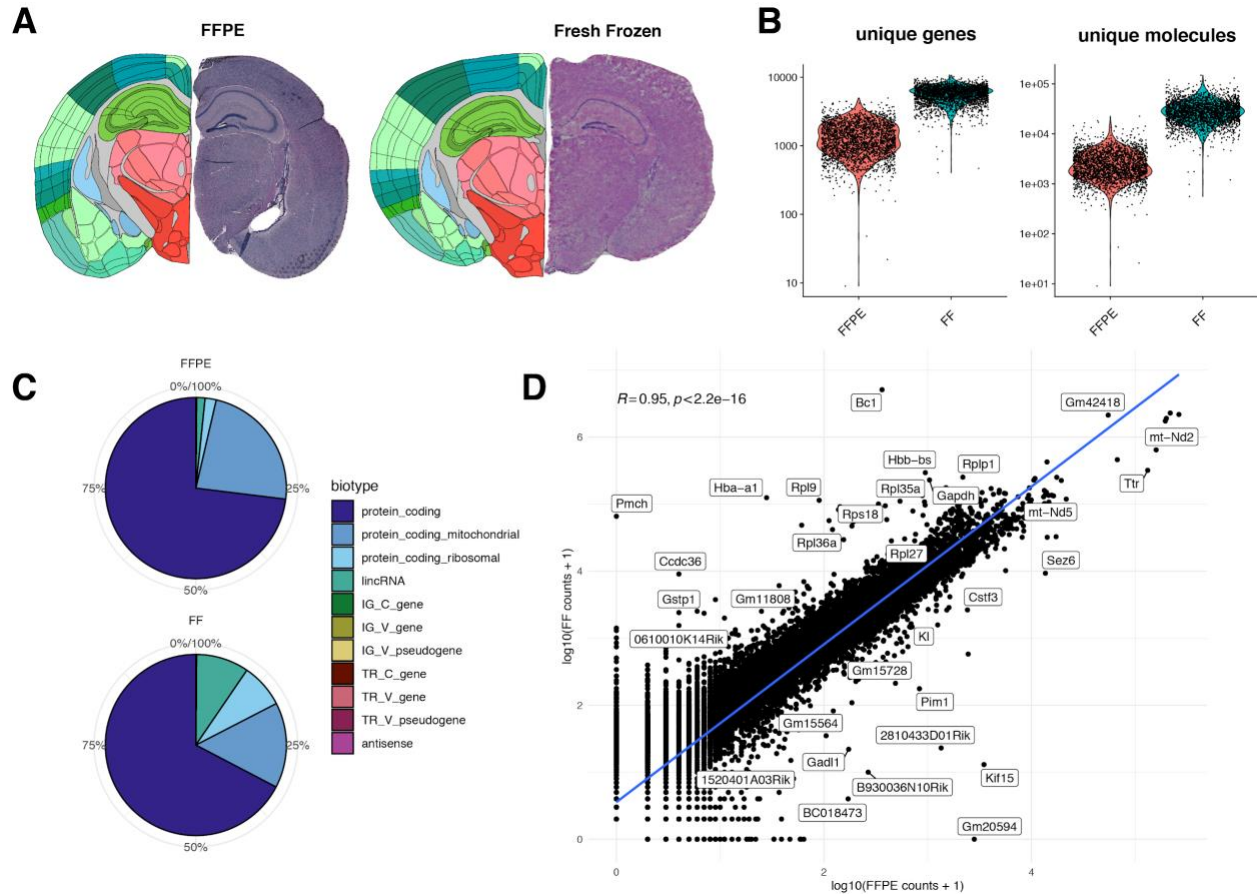 A
FFPE
Fresh Frozen
B
unique genes
unique molecules
10000
1000
100
10
FFPE
FF
1e+05
1e+04
1e+03
1e+02
1e+01
FFPE
FF
C
FFPE
0%/100%
75%
25%
50%
FF
0%/100%
75%
25%
50%
biotype
protein_coding
protein_coding_mitochondrial
protein_coding_ribosomal
lincRNA
IG_C_gene
IG_V_gene
IG_V_pseudogene
TR_C_gene
TR_V_gene
TR_V_pseudogene
antisense
D
R=0.95, p<2.2e-16
log10(FF counts + 1)
6
4
2
0
Bc1
Gm42418
mt-Nd2
Hbb-bs
Rplp1
Hba-a1
Rpl9
Rpl35a
Gapdh
Ttr
Pmch
Rps18
mt-Nd5
Rpl36a
Rpl27
Ccdc36
Sez6
Gstp1
Gm11808
Cstf3
0610010K14Rik
Kl
Gm15728
Pim1
Gm15564
2810433D01Rik
Gadl1
1520401A03Rik
B930036N10Rik
Kif15
BC018473
Gm20594
0
2
4
log10(FFPE counts + 1)